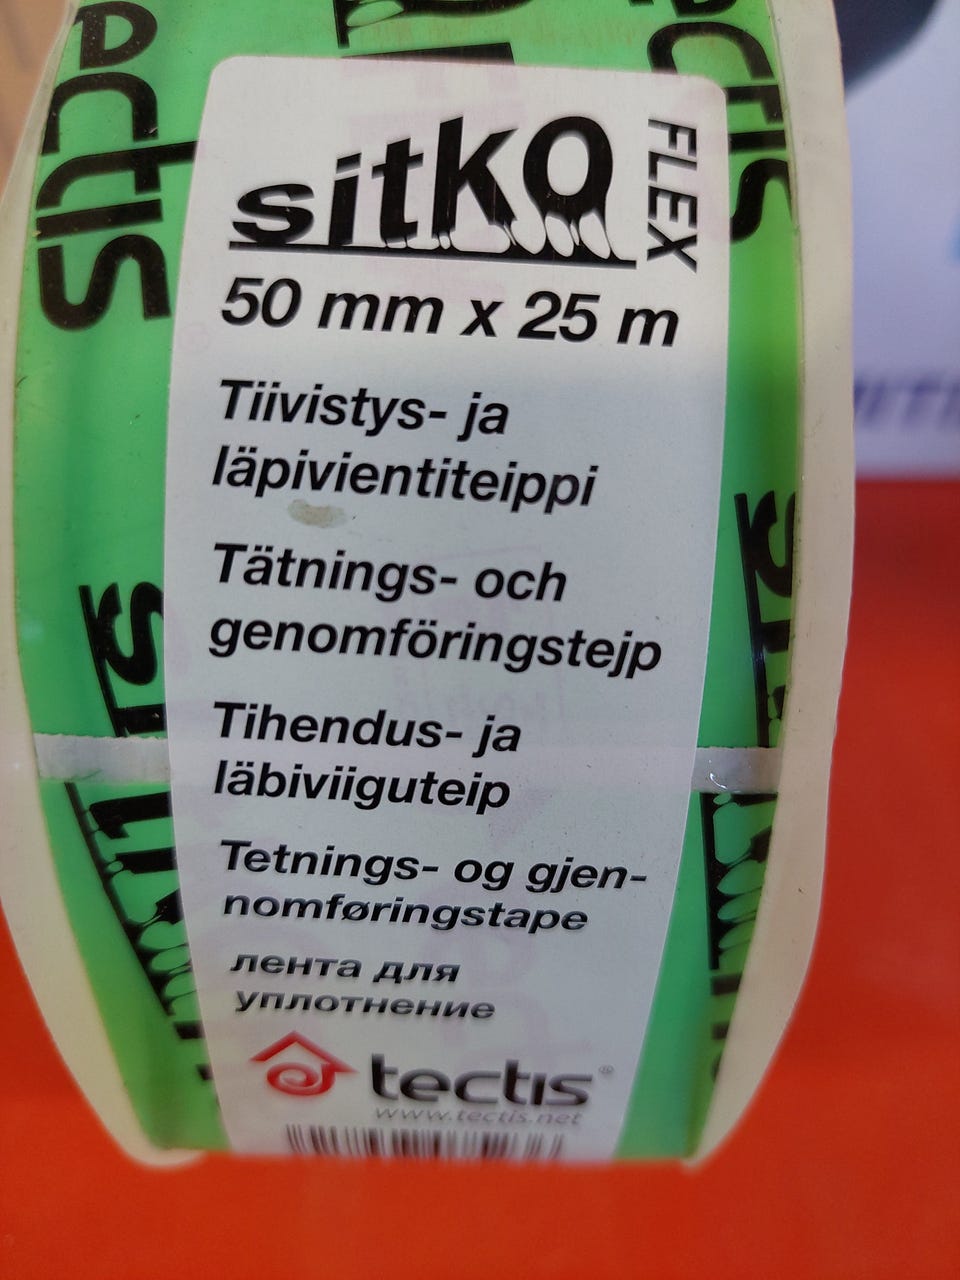 sitko FLEX
50 mm x 25 m
Tiivistys- ja
läpivientiteippi
Tätnings- och
genomföringstejp
Tihendus- ja
läbiviiguteip
Tetnings- og gjen-
nomføringstape
лента для
уплотнение
tectis®
www.tectis.net